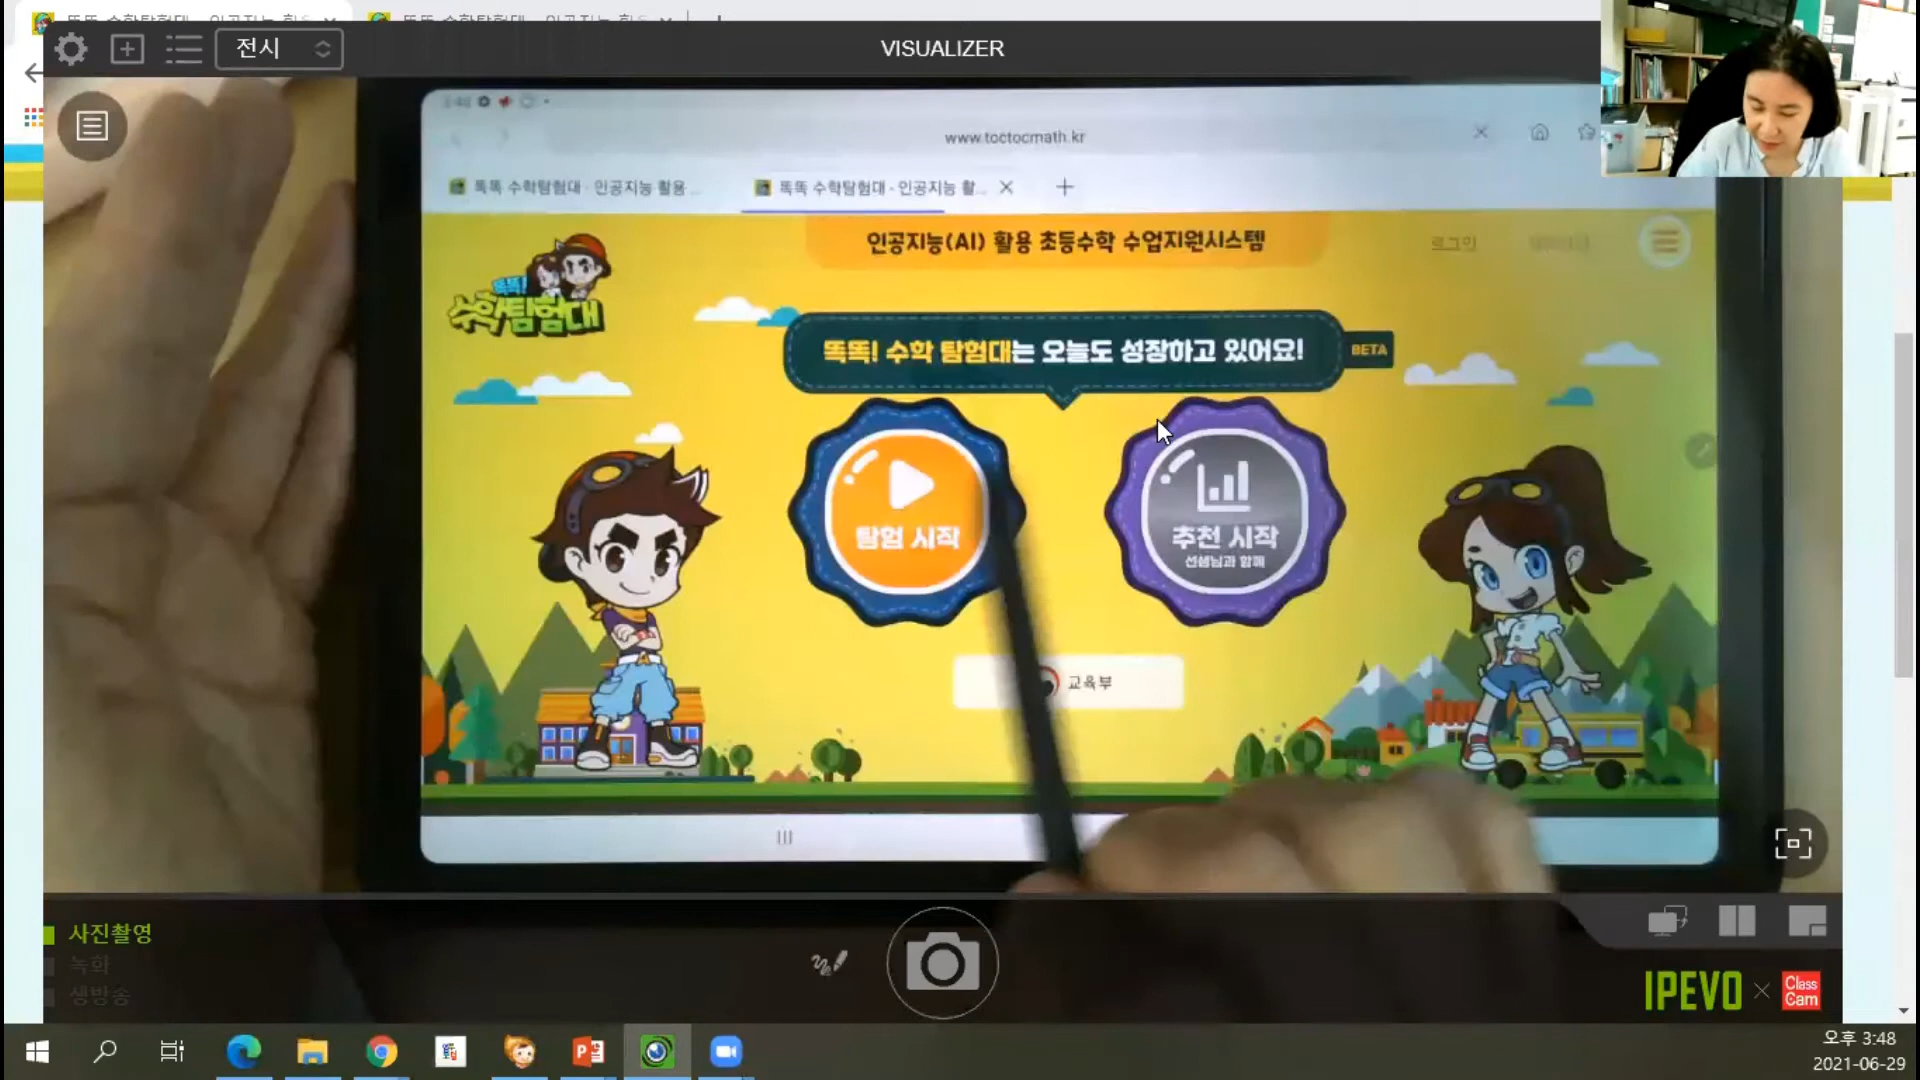 전시
VISUALIZER
www.toctocmath.kr
똑똑 수학탐험대 - 인공지능 활용 ...
똑똑 수학탐험대 - 인공지능 활...
인공지능(AI) 활용 초등수학 수업지원시스템
로그인
똑똑!
수학탐험대
똑똑! 수학 탐험대는 오늘도 성장하고 있어요!
BETA
탐험 시작
추천 시작
선생님과 함께
교육부
사진촬영
녹화
생방송
IPEVO × Class Cam
오후 3:48
2021-06-29